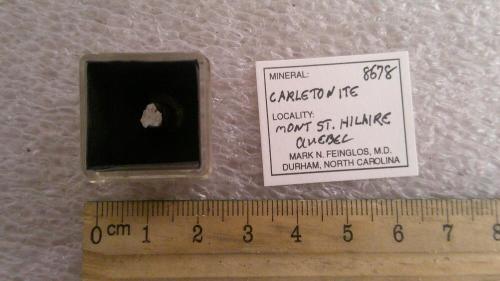 MINERAL: 8678
CARLETONITE
LOCALITY:
MONT ST. HILAIRE
QUEBEC
MARK N. FEINGLOS, M.D.
DURHAM, NORTH CAROLINA
0 cm 1 2 3 4 5 6 7 8